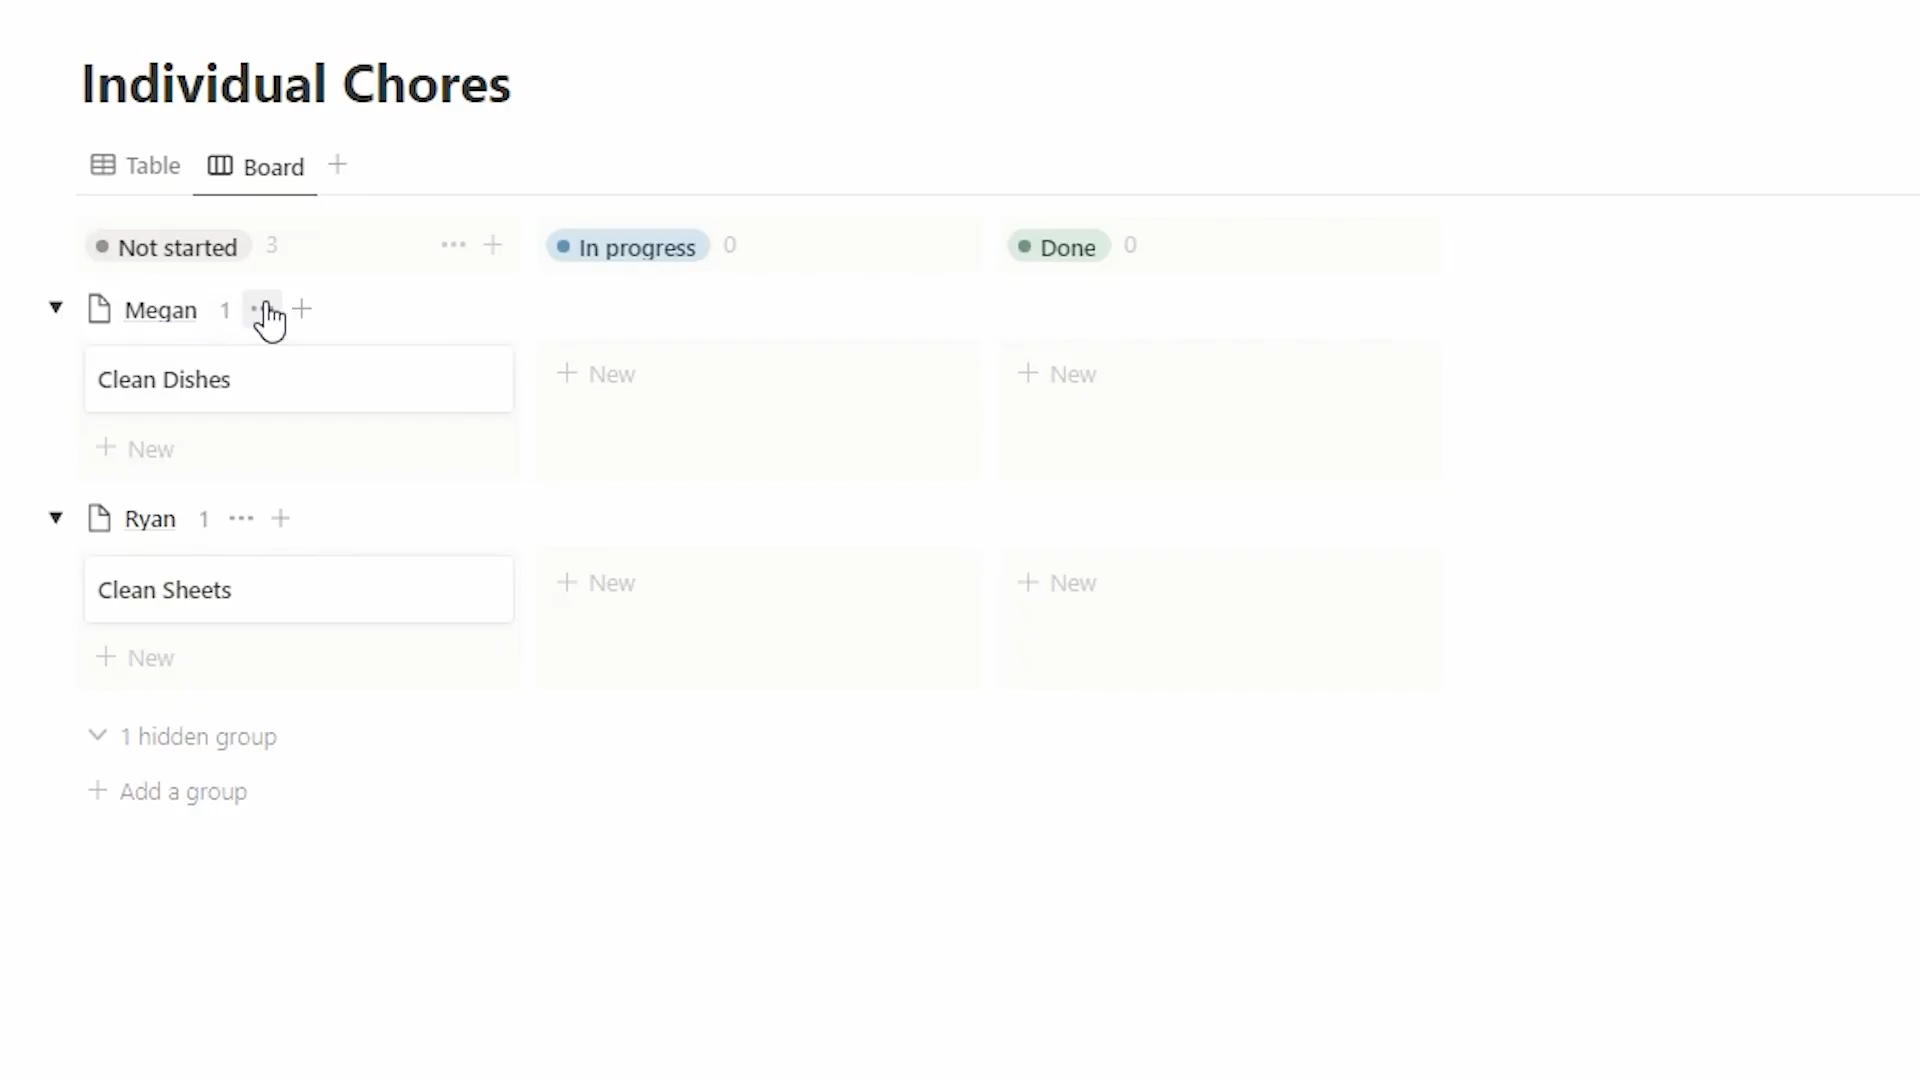 Individual Chores
Table Board
Not started 3 In progress 0 Done 0
Megan 1
Clean Dishes
New New New
Ryan 1
Clean Sheets
New New New
1 hidden group
Add a group